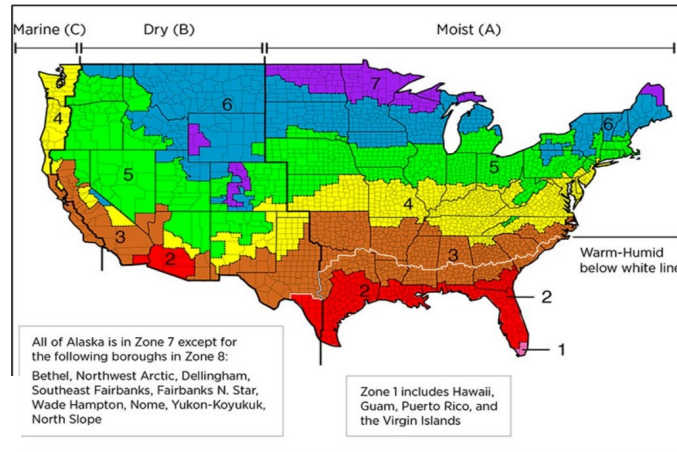 Marine (C)
Dry (B)
Moist (A)
7
6
6
6
4
5
5
4
3
3
2
2
2
1
Warm-Humid
below white line
All of Alaska is in Zone 7 except for
the following boroughs in Zone 8:
Bethel, Northwest Arctic, Dellingham,
Southeast Fairbanks, Fairbanks N. Star,
Wade Hampton, Nome, Yukon-Koyukuk,
North Slope
Zone 1 includes Hawaii,
Guam, Puerto Rico, and
the Virgin Islands